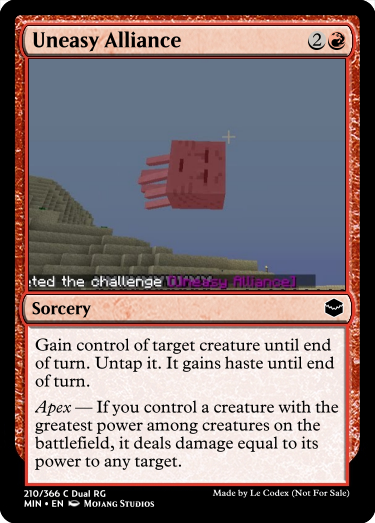 Uneasy Alliance
2
ted the challenge [Uneasy Alliance]
Sorcery
Gain control of target creature until end
of turn. Untap it. It gains haste until end
of turn.
Apex — If you control a creature with the
greatest power among creatures on the
battlefield, it deals damage equal to its
power to any target.
210/366 C Dual RG
MIN • EN Mojang Studios
Made by Le Codex (Not For Sale)